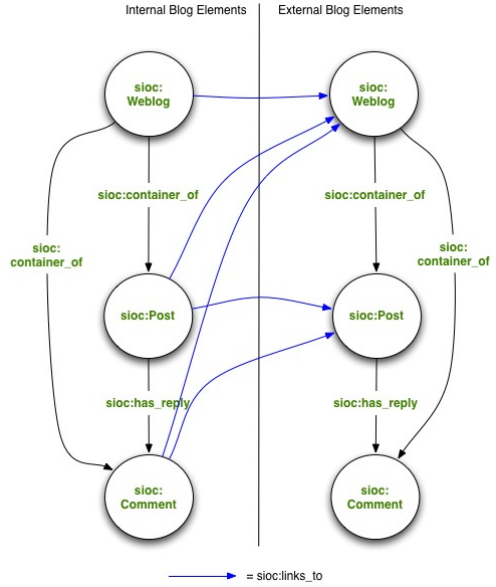 Internal Blog Elements
External Blog Elements
sioc:
Weblog
sioc:
Weblog
sioc:container_of
sioc:container_of
sioc:
container_of
sioc:
container_of
sioc:Post
sioc:Post
sioc:has_reply
sioc:has_reply
sioc:
Comment
sioc:
Comment
= sioc:links_to